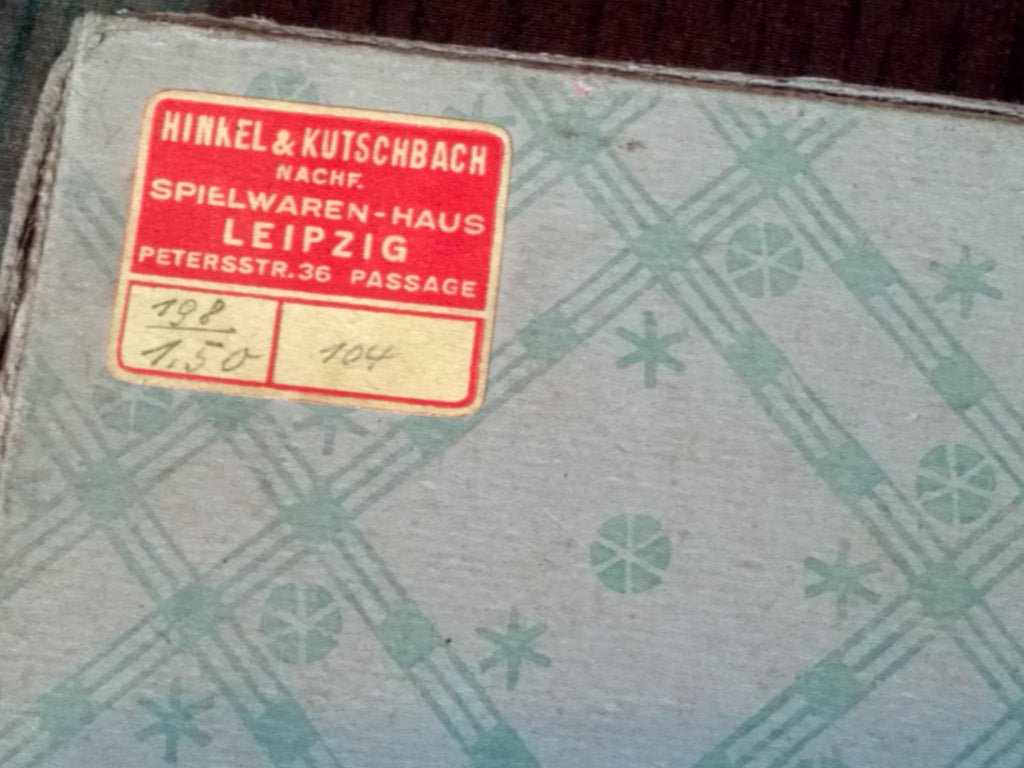 HINKEL & KUTSCHBACH
NACHF.
SPIELWAREN-HAUS
LEIPZIG
PETERSSTR. 36 PASSAGE
198
1,50
104